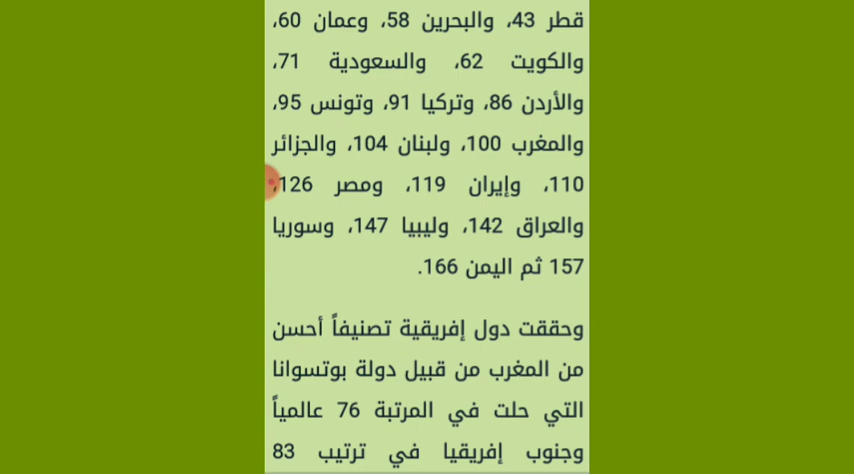 قطر 43، والبحرين 58، وعمان 60،
والكويت 62، والسعودية 71،
والأردن 86، وتركيا 91، وتونس 95،
والمغرب 100، ولبنان 104، والجزائر
110، وإيران 119، ومصر 126،
والعراق 142، وليبيا 147، وسوريا
157 ثم اليمن 166.
وحققت دول إفريقية تصنيفاً أحسن
من المغرب من قبيل دولة بوتسوانا
التي حلت في المرتبة 76 عالمياً
وجنوب إفريقيا في ترتيب 83